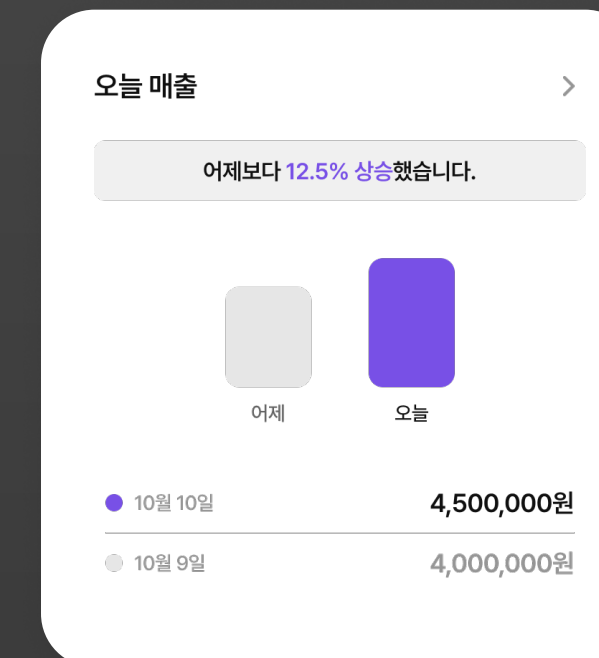 오늘 매출
어제보다 12.5% 상승했습니다.
어제 오늘
10월 10일 4,500,000원
10월 9일 4,000,000원